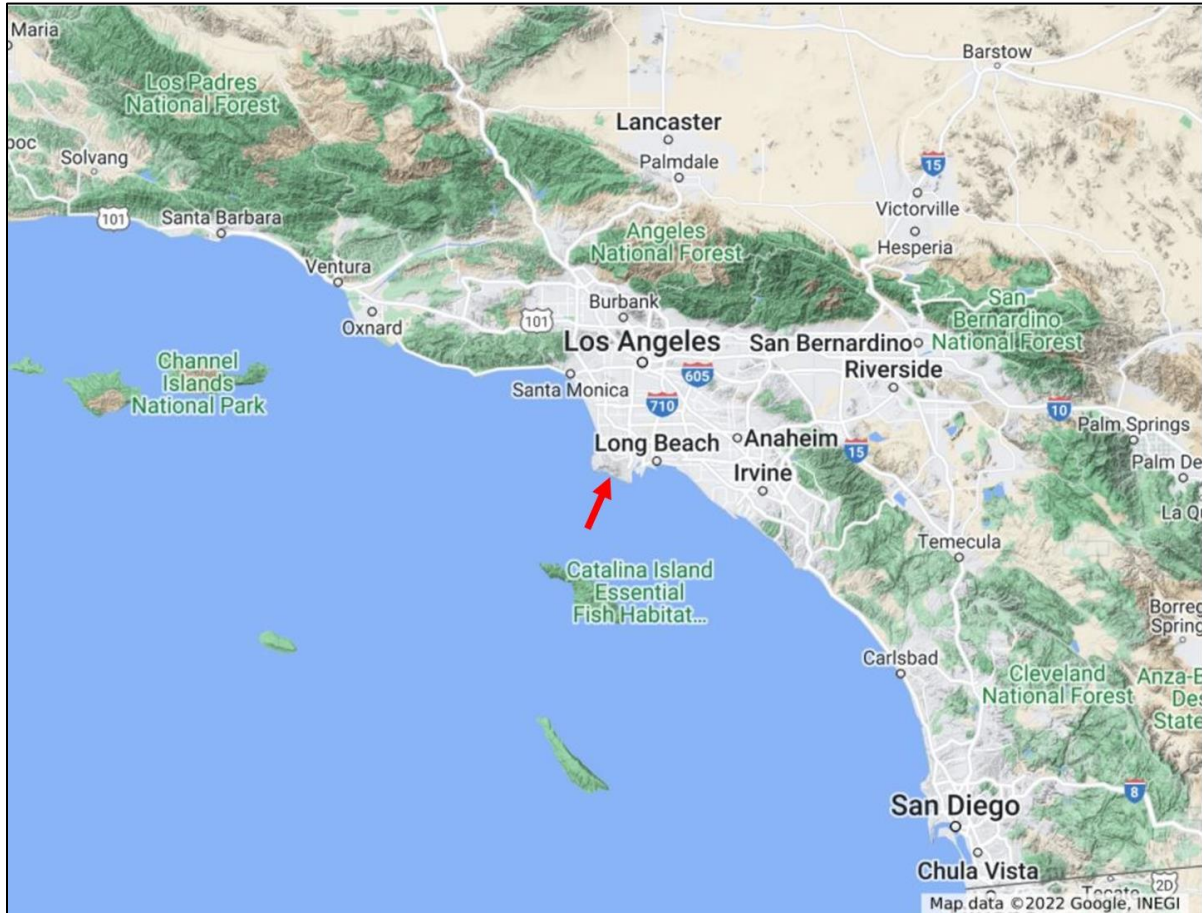 Maria
Barstow
Los Padres
National Forest
Lancaster
Palmdale
poc
Solvang
15
101
Santa Barbara
Victorville
Hesperia
Angeles
National Forest
Ventura
Burbank
San
Bernardino
National Forest
Oxnard
101
Los Angeles
San Bernardino
Channel
Islands
National Park
Santa Monica
605
Riverside
710
10
Palm Springs
Long Beach
Anaheim
15
Palm De
Irvine
La Qu
Temecula
Catalina Island
Essential
Fish Habitat...
Borreg
Spring
Carlsbad
Cleveland
National Forest
Anza-B
Des
State
8
San Diego
Chula Vista
2D
Tecate
Map data ©2022 Google, INEGI